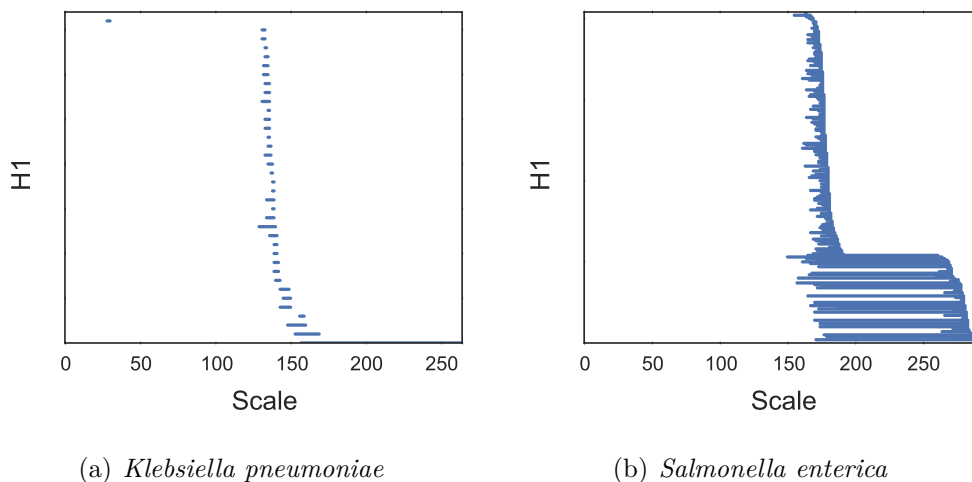 H1
0 50 100 150 200 250
Scale
(a) Klebsiella pneumoniae
H1
0 50 100 150 200 250
Scale
(b) Salmonella enterica